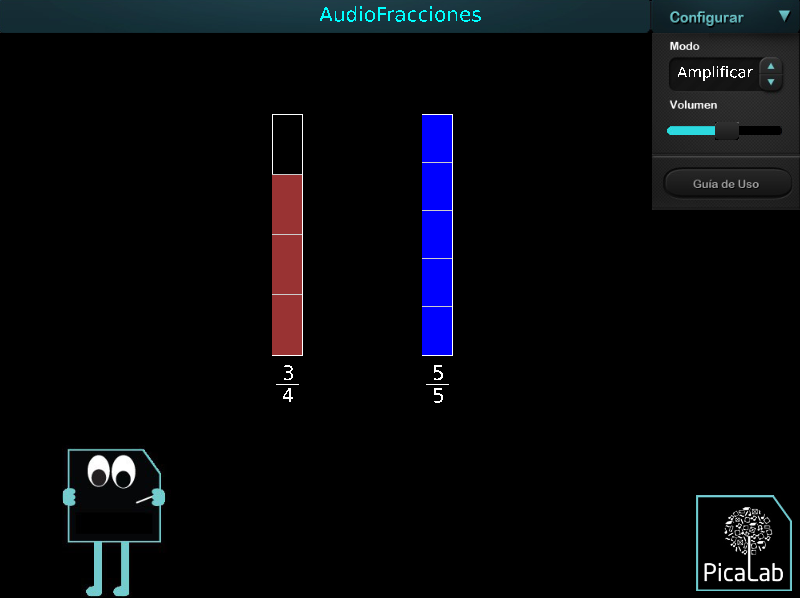 AudioFracciones
Configurar
Modo
Amplificar
Volumen
Guía de Uso
3
4
5
5
PicaLab